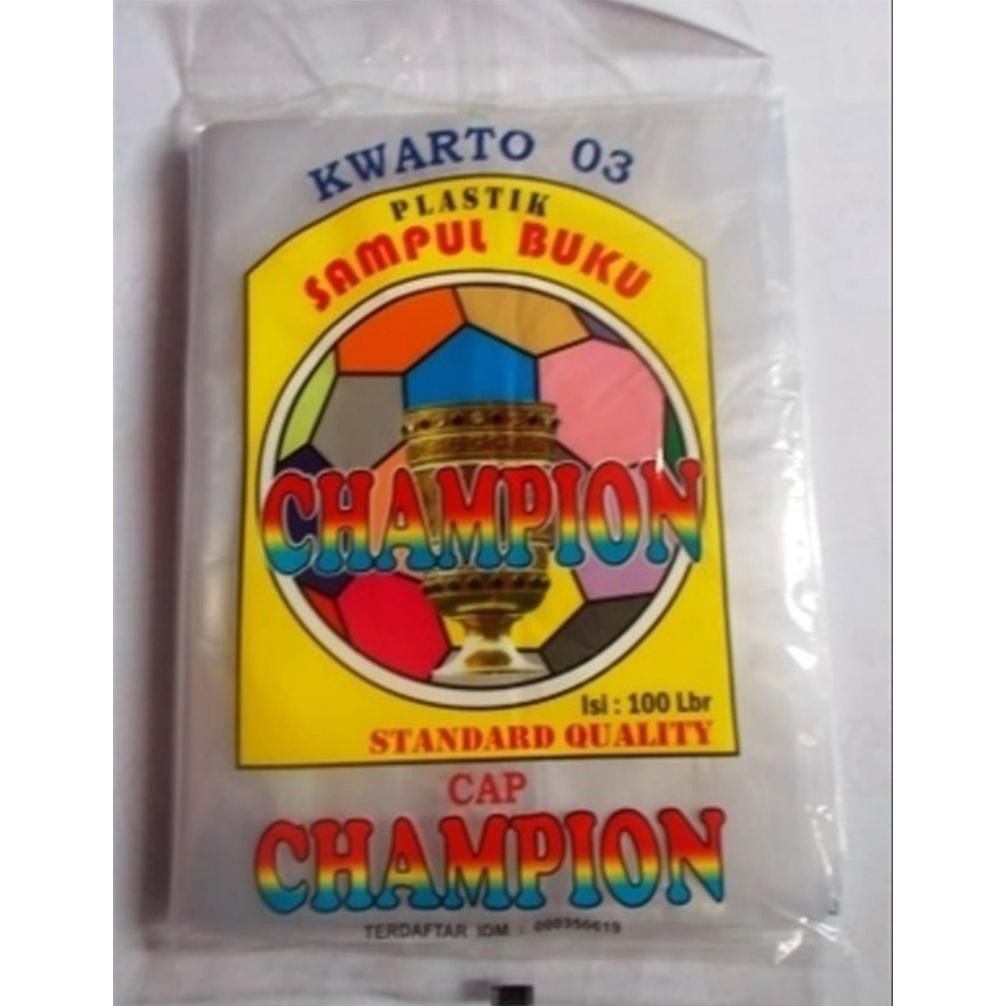 KWARTO 03
PLASTIK
SAMPUL BUKU
CHAMPION
Isi : 100 Lbr
STANDARD QUALITY
CAP
CHAMPION
TERDAFTAR IDM : 000356619